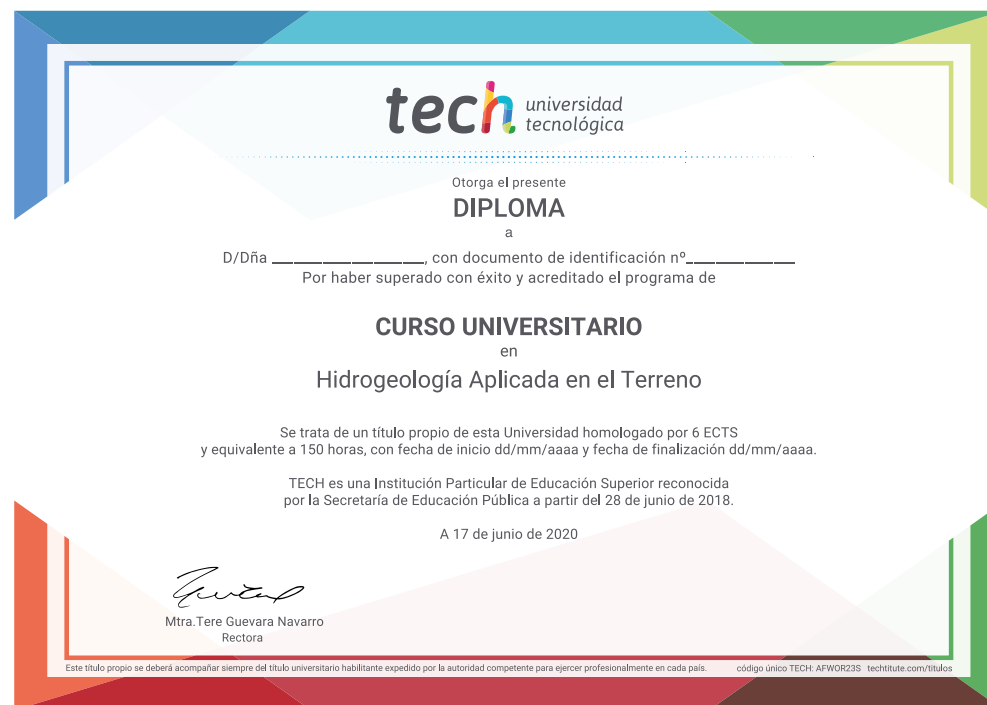 tech universidad
tecnológica
Otorga el presente
DIPLOMA
a
D/Dña ______________, con documento de identificación nº__________
Por haber superado con éxito y acreditado el programa de
CURSO UNIVERSITARIO
en
Hidrogeología Aplicada en el Terreno
Se trata de un título propio de esta Universidad homologado por 6 ECTS
y equivalente a 150 horas, con fecha de inicio dd/mm/aaaa y fecha de finalización dd/mm/aaaa.
TECH es una Institución Particular de Educación Superior reconocida
por la Secretaría de Educación Pública a partir del 28 de junio de 2018.
A 17 de junio de 2020
Mtra.Tere Guevara Navarro
Rectora
Este título propio se deberá acompañar siempre del título universitario habilitante expedido por la autoridad competente para ejercer profesionalmente en cada país. código único TECH: AFWOR23S techtitute.com/titulos